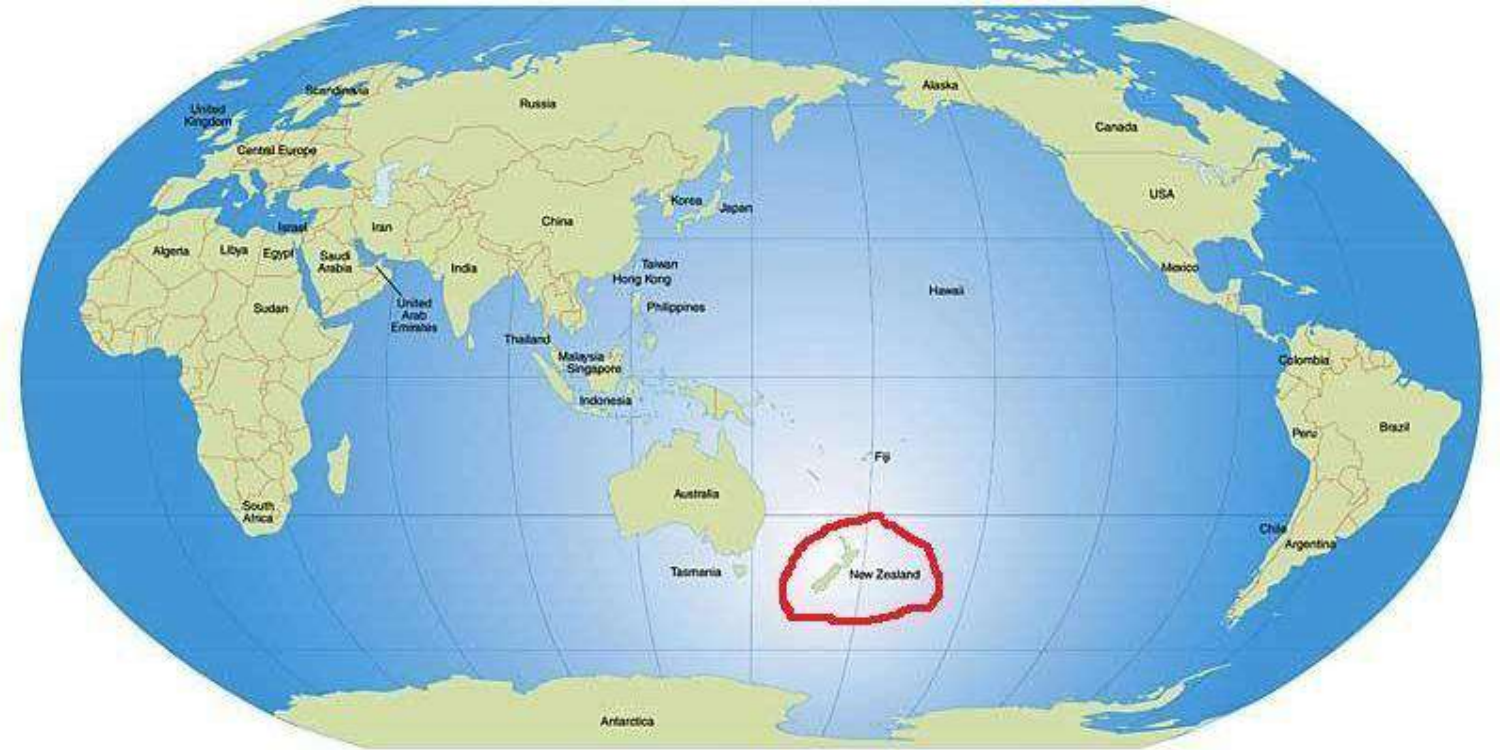 Scandinavia
Alaska
Russia
United
Kingdom
Canada
Central Europe
USA
Korea
Japan
China
Israel
Iran
Algeria
Libya
Egypt
Saudi
Arabia
India
Taiwan
Mexico
Hong Kong
Hawaii
Sudan
United
Arab
Emirates
Philippines
Thailand
Malaysia
Singapore
Colombia
Indonesia
Brazil
Peru
Fiji
Australia
South
Africa
Chile
Argentina
Tasmania
New Zealand
Antarctica